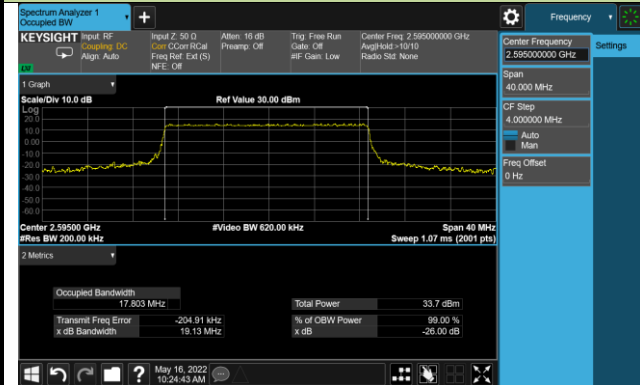 Spectrum Analyzer 1
Occupied BW
Frequency
KEYSIGHT
Input: RF
Coupling: DC
Align: Auto
Input Z: 50 Ω
Corr CCorr RCal
Freq Ref: Ext (S)
NFE: Off
Atten: 16 dB
Preamp: Off
Trig: Free Run
Gate: Off
#IF Gain: Low
Center Freq: 2.595000000 GHz
Avg|Hold:>10/10
Radio Std: None
Center Frequency
2.595000000 GHz
Settings
Span
40.000 MHz
CF Step
4.000000 MHz
Auto
Man
Freq Offset
0 Hz
1 Graph
Scale/Div 10.0 dB
Ref Value 30.00 dBm
Log
20.0
10.0
0.00
-10.0
-20.0
-30.0
-40.0
-50.0
-60.0
Center 2.59500 GHz
#Video BW 620.00 kHz
Span 40 MHz
#Res BW 200.00 kHz
Sweep 1.07 ms (2001 pts)
2 Metrics
Occupied Bandwidth
17.803 MHz
Total Power 33.7 dBm
Transmit Freq Error -204.91 kHz
% of OBW Power 99.00 %
x dB Bandwidth 19.13 MHz
x dB -26.00 dB
May 16, 2022
10:24:43 AM